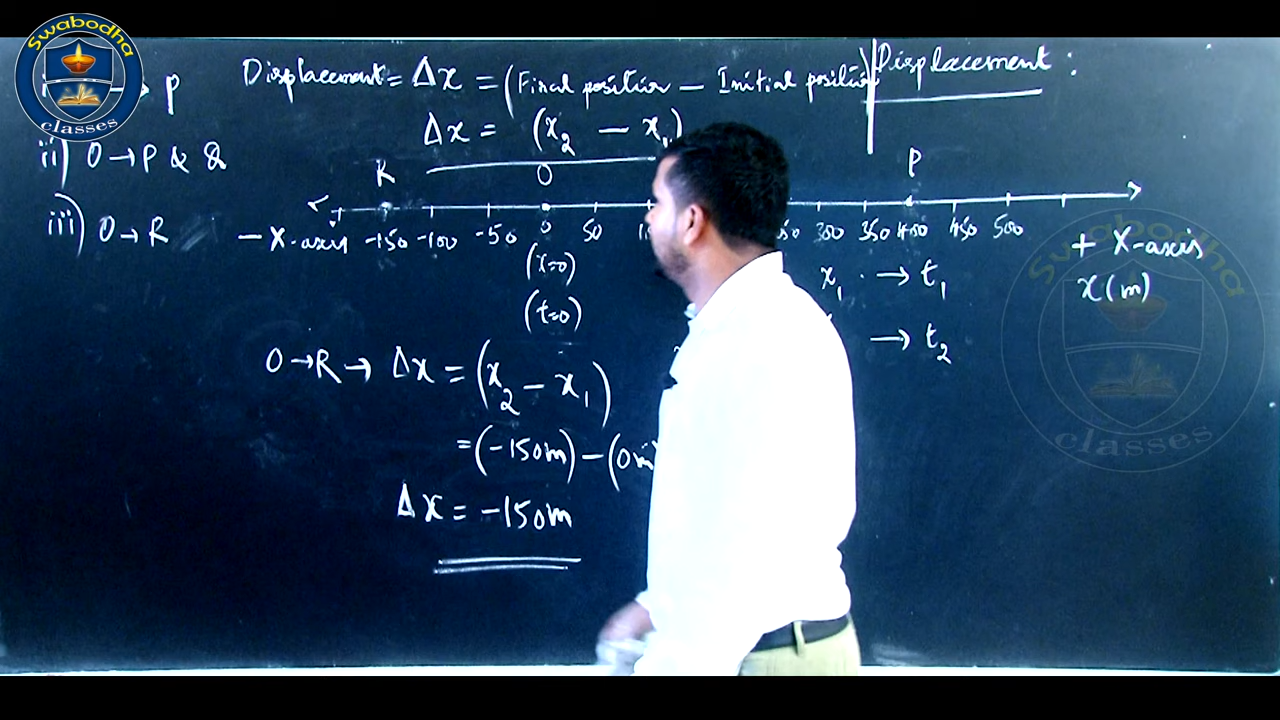 Swabodha
classes
→ P
Displacement = Δx = (Final position – Initial position
Displacement :
Δx = (x₂ – x₁)
ii) O → P & Q
iii) O → R
R
O
P
– X-axis -150 -100 -50 0 50 300 350 400 450 500
+ X-axis
x (m)
(x=0)
(t=0)
x₁ → t₁
→ t₂
O → R → Δx = (x₂ – x₁)
= (-150m) – (0m
Δx = -150m
Swabodha
classes